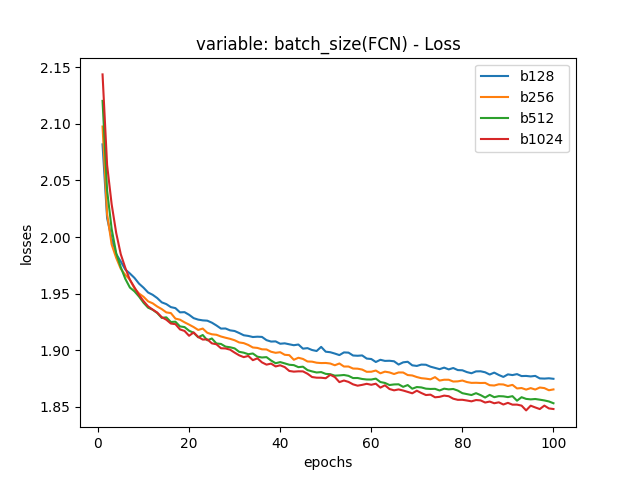 variable: batch_size(FCN) - Loss
2.15
2.10
2.05
2.00
1.95
1.90
1.85
losses
b128
b256
b512
b1024
0 20 40 60 80 100
epochs